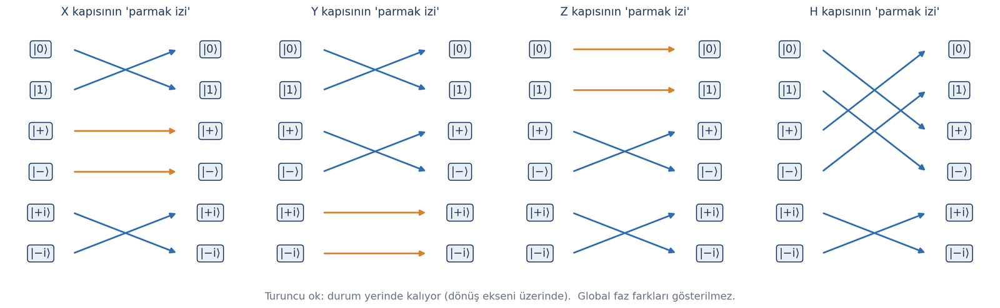 X kapısının 'parmak izi'
Y kapısının 'parmak izi'
Z kapısının 'parmak izi'
H kapısının 'parmak izi'
|0⟩ |0⟩ |0⟩ |0⟩ |0⟩ |0⟩ |0⟩ |0⟩
|1⟩ |1⟩ |1⟩ |1⟩ |1⟩ |1⟩ |1⟩ |1⟩
|+⟩ |+⟩ |+⟩ |+⟩ |+⟩ |+⟩ |+⟩ |+⟩
|−⟩ |−⟩ |−⟩ |−⟩ |−⟩ |−⟩ |−⟩ |−⟩
|+i⟩ |+i⟩ |+i⟩ |+i⟩ |+i⟩ |+i⟩ |+i⟩ |+i⟩
|−i⟩ |−i⟩ |−i⟩ |−i⟩ |−i⟩ |−i⟩ |−i⟩ |−i⟩
Turuncu ok: durum yerinde kalıyor (dönüş ekseni üzerinde).  Global faz farkları gösterilmez.